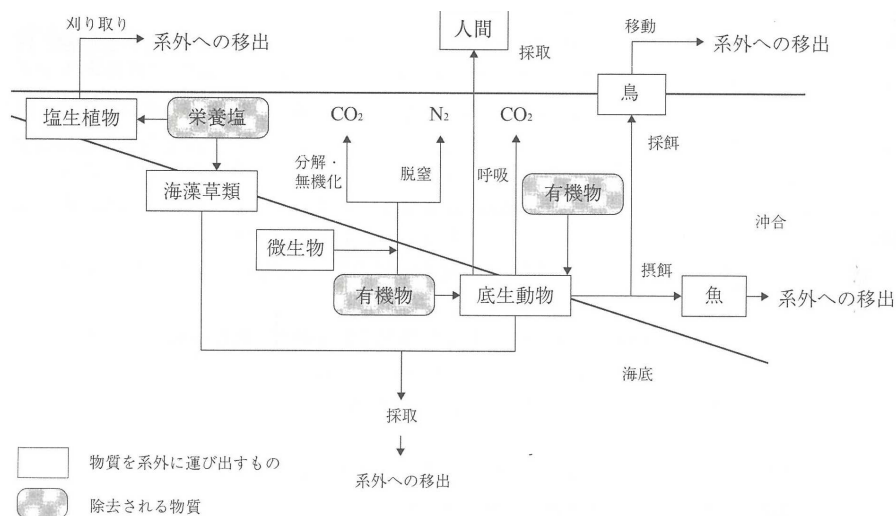 刈り取り
系外への移出
人間
採取
移動
系外への移出
鳥
塩生植物
栄養塩
CO₂
N₂
CO₂
分解・
無機化
脱窒
呼吸
採餌
海藻草類
有機物
沖合
微生物
有機物
底生動物
摂餌
魚
系外への移出
海底
採取
系外への移出
物質を系外に運び出すもの
除去される物質